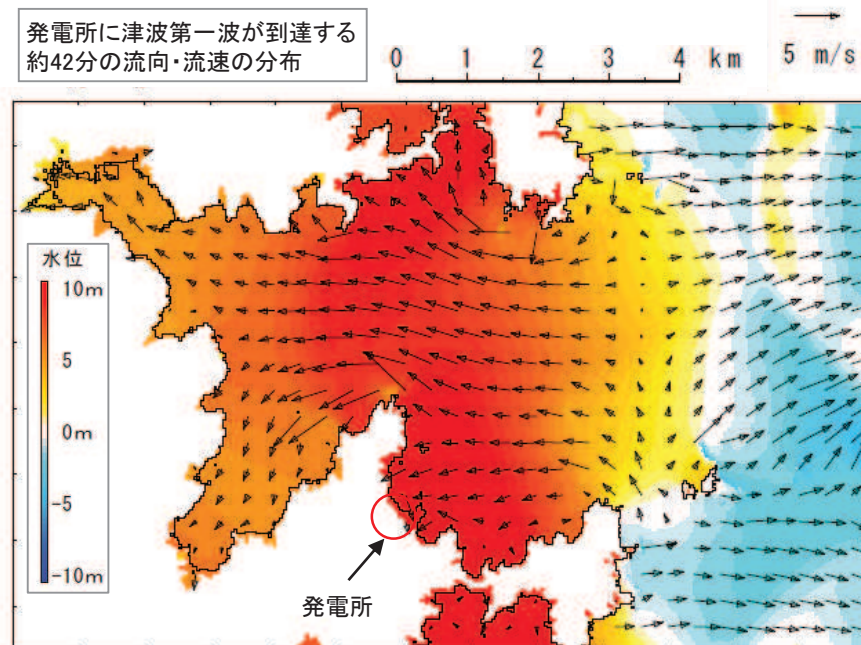 発電所に津波第一波が到達する
約42分の流向・流速の分布
0 1 2 3 4 km
5 m/s
水位
10m
5
0m
-5
-10m
発電所